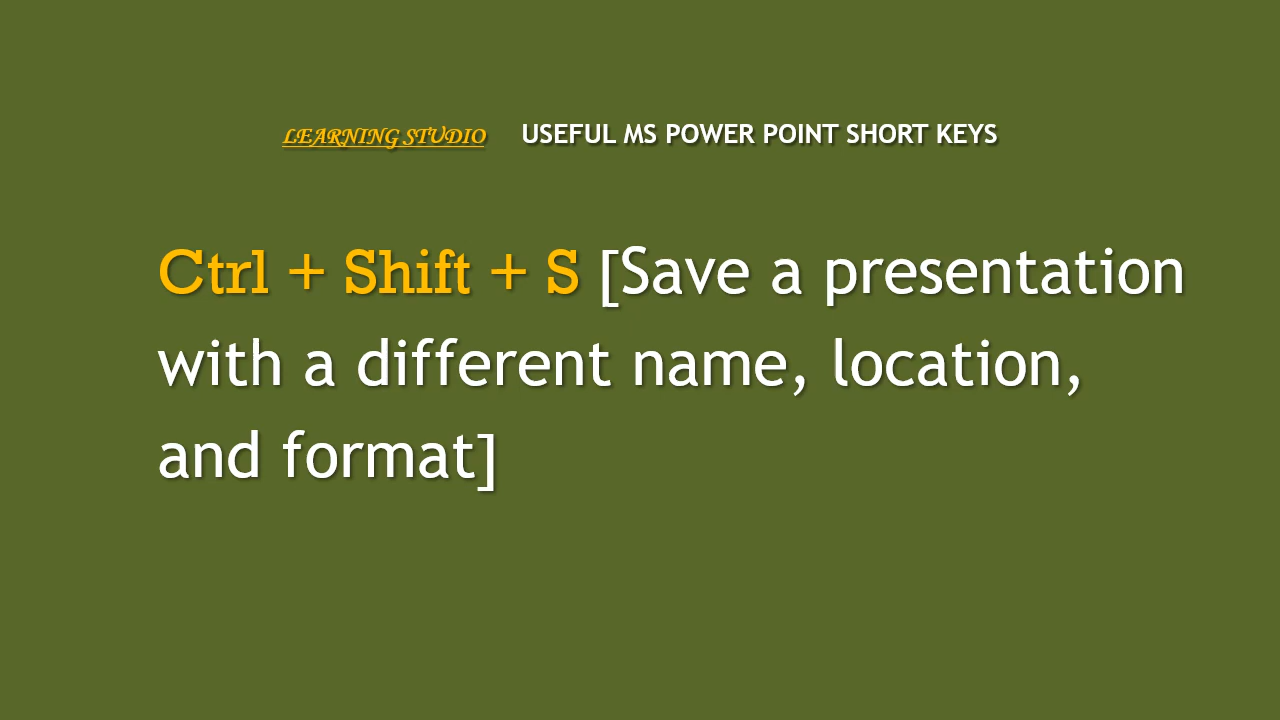 LEARNING STUDIO USEFUL MS POWER POINT SHORT KEYS
Ctrl + Shift + S [Save a presentation
with a different name, location,
and format]